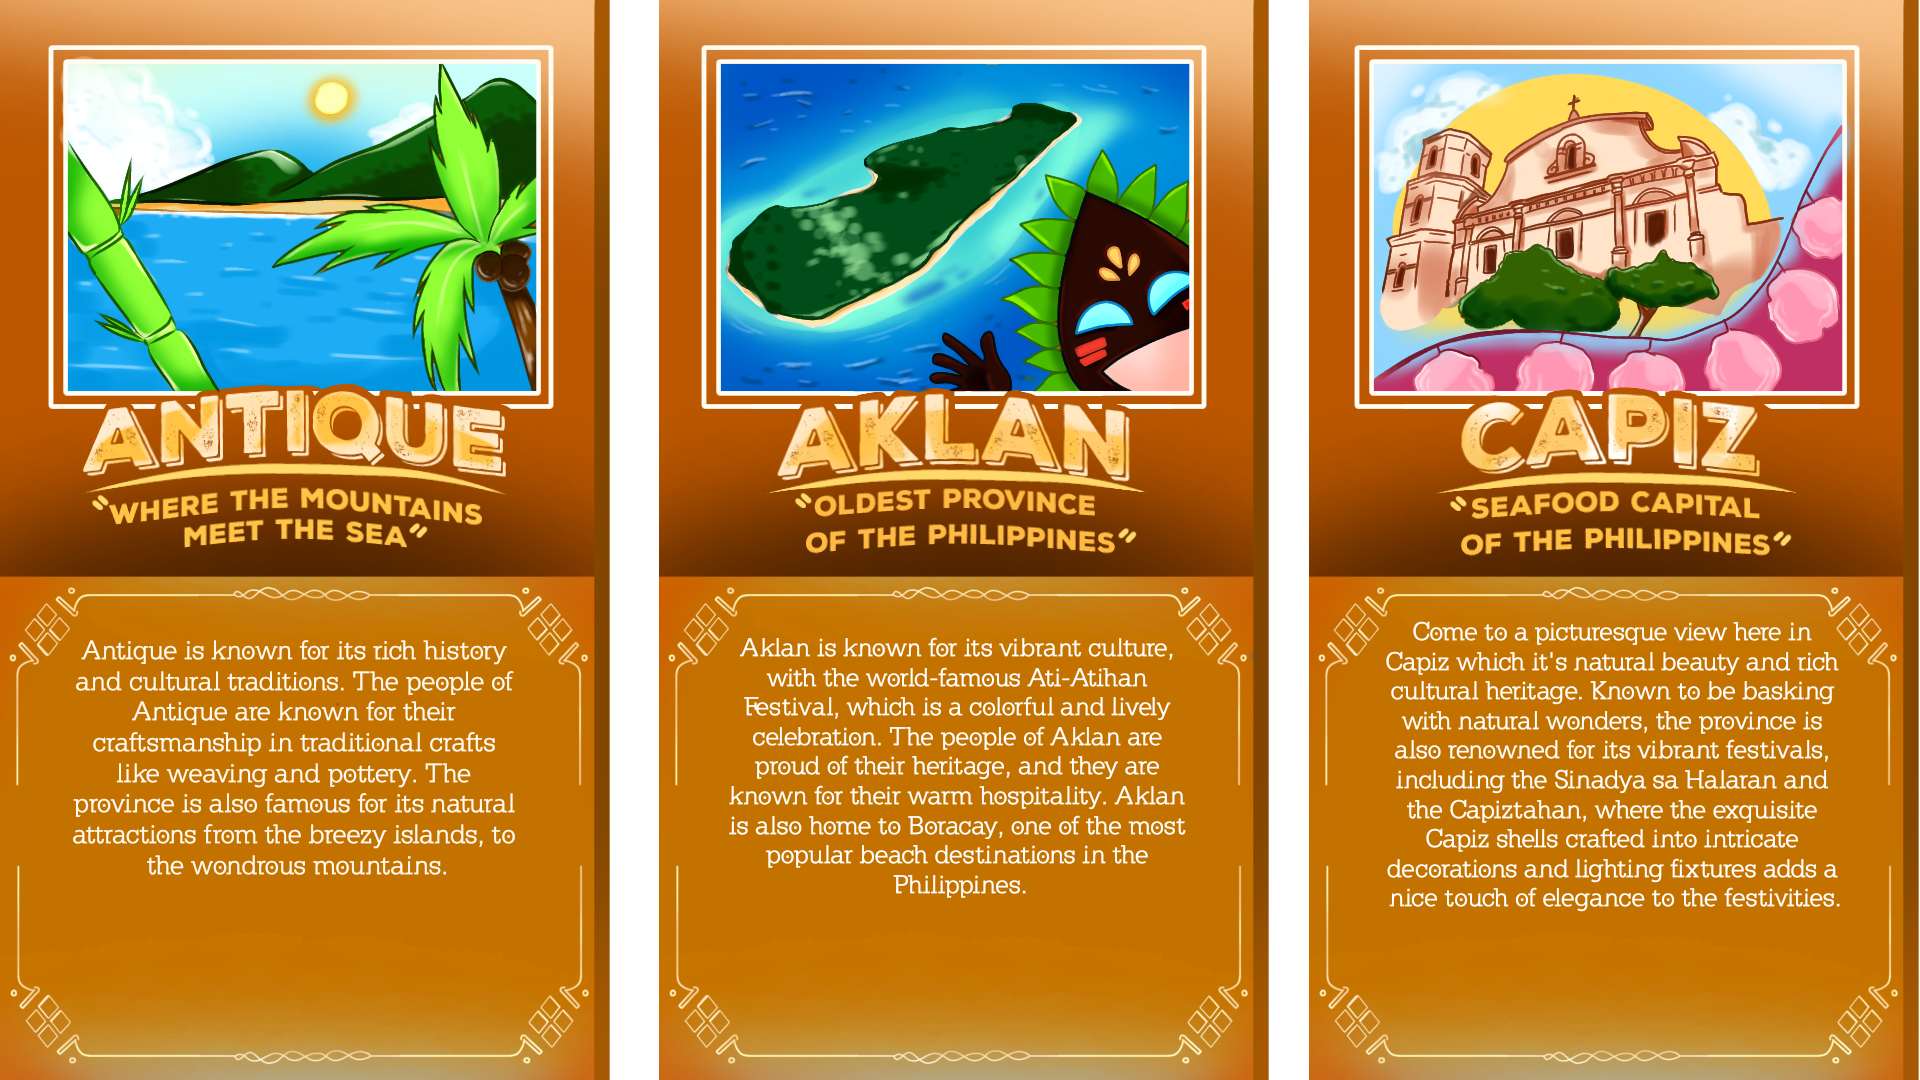 ANTIQUE
"WHERE THE MOUNTAINS
MEET THE SEA"
Antique is known for its rich history
and cultural traditions. The people of
Antique are known for their
craftsmanship in traditional crafts
like weaving and pottery. The
province is also famous for its natural
attractions from the breezy islands, to
the wondrous mountains.
AKLAN
"OLDEST PROVINCE
OF THE PHILIPPINES"
Aklan is known for its vibrant culture,
with the world-famous Ati-Atihan
Festival, which is a colorful and lively
celebration. The people of Aklan are
proud of their heritage, and they are
known for their warm hospitality. Aklan
is also home to Boracay, one of the most
popular beach destinations in the
Philippines.
CAPIZ
"SEAFOOD CAPITAL
OF THE PHILIPPINES"
Come to a picturesque view here in
Capiz which it's natural beauty and rich
cultural heritage. Known to be basking
with natural wonders, the province is
also renowned for its vibrant festivals,
including the Sinadya sa Halaran and
the Capiztahan, where the exquisite
Capiz shells crafted into intricate
decorations and lighting fixtures adds a
nice touch of elegance to the festivities.